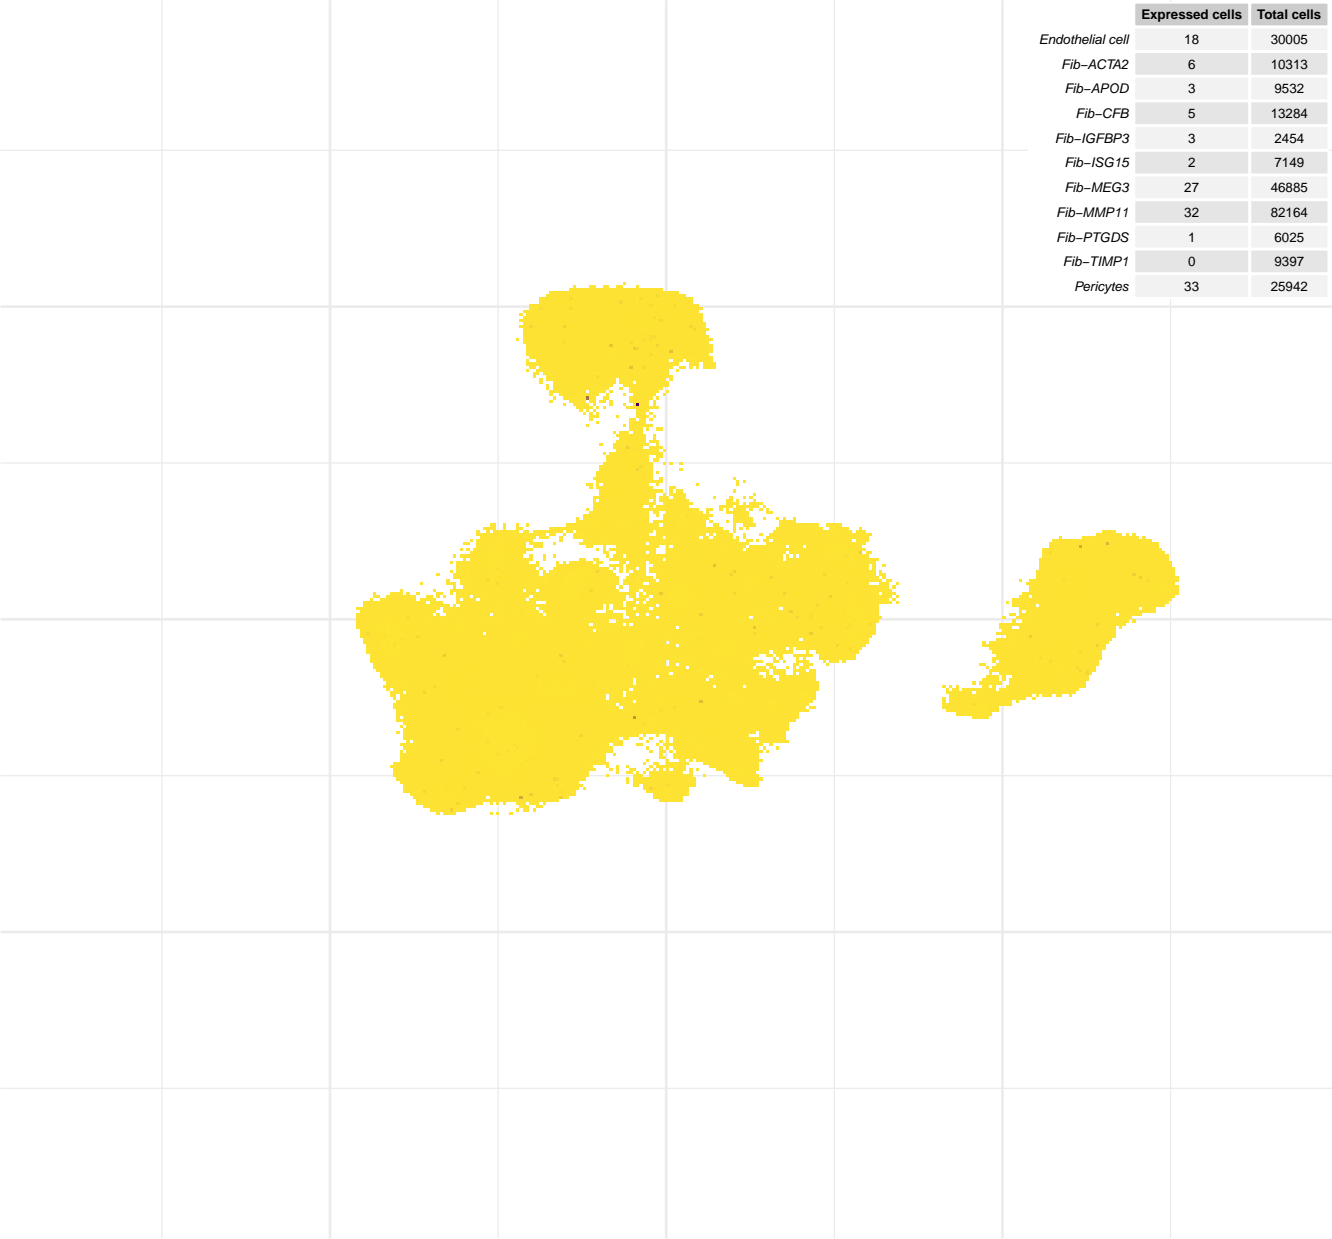 Expressed cells Total cells
Endothelial cell 18 30005
Fib−ACTA2 6 10313
Fib−APOD 3 9532
Fib−CFB 5 13284
Fib−IGFBP3 3 2454
Fib−ISG15 2 7149
Fib−MEG3 27 46885
Fib−MMP11 32 82164
Fib−PTGDS 1 6025
Fib−TIMP1 0 9397
Pericytes 33 25942